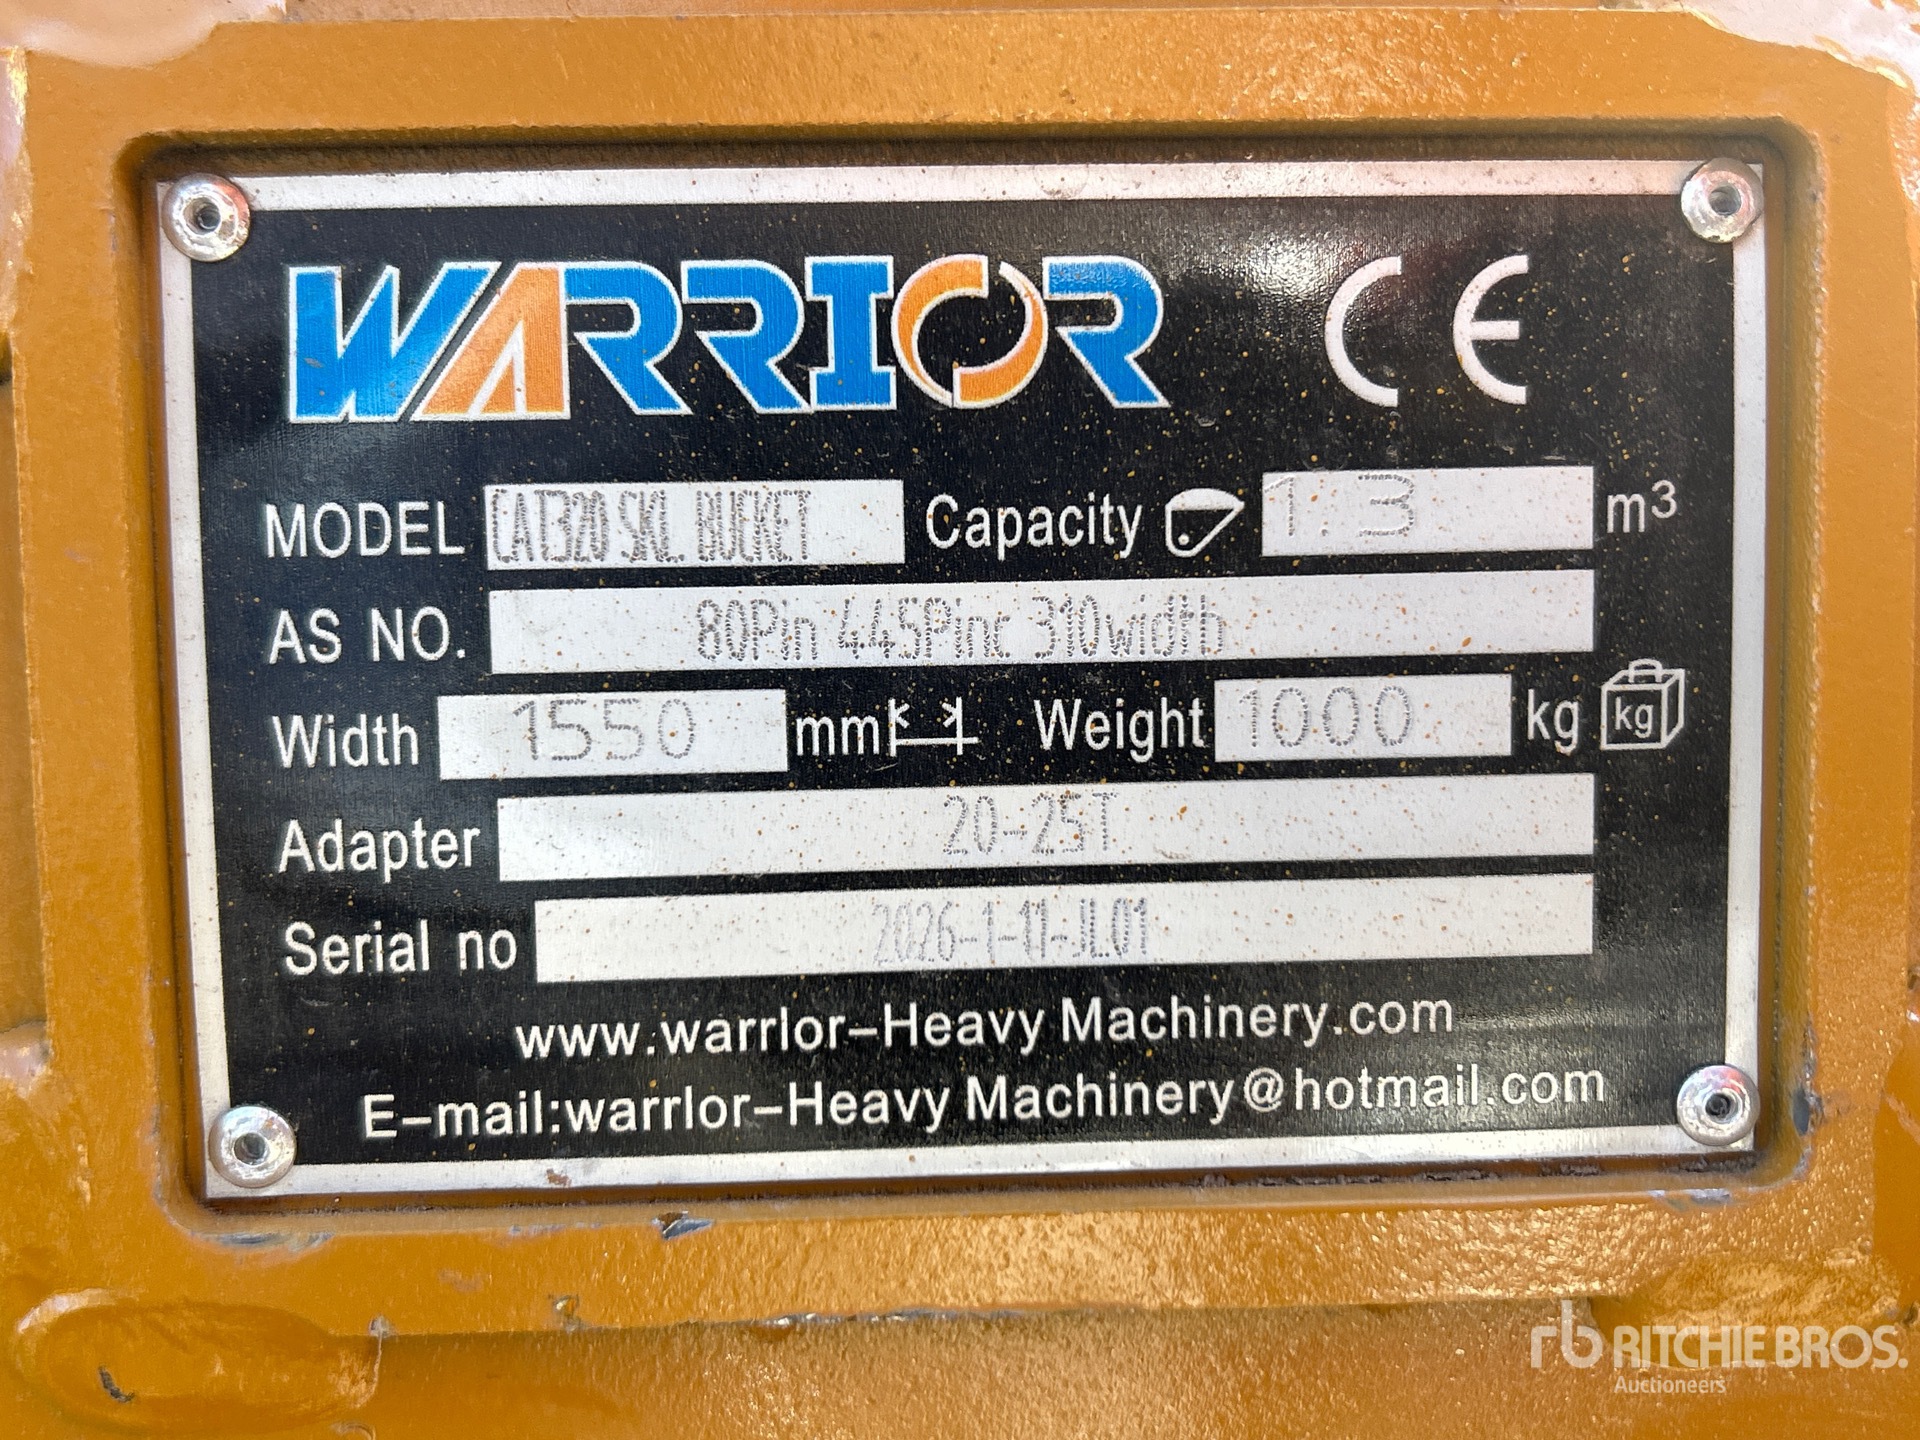 WARRIOR CE
MODEL CAT320 SKL BUCKET Capacity 1.3 m3
AS NO. 80Pin 445Pinc 310width
Width 1550 mm Weight 1000 kg kg
Adapter 20-25T
Serial no 2026-1-11-JL01
www.warrlor-Heavy Machinery.com
E-mail:warrlor-Heavy Machinery@hotmail.com
rb RITCHIE BROS.
Auctioneers